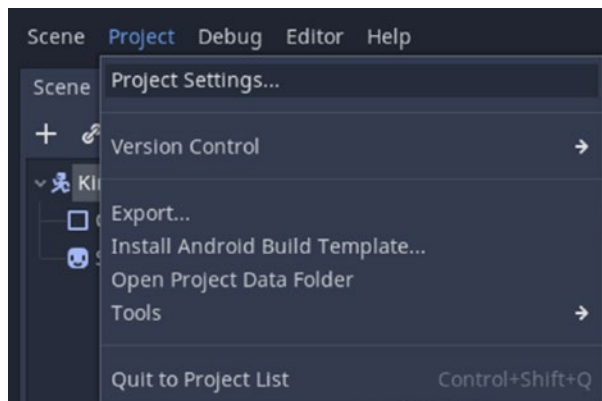 Scene Project Debug Editor Help
Scene
Project Settings...
Version Control
Export...
Install Android Build Template...
Open Project Data Folder
Tools
Quit to Project List Control+Shift+Q